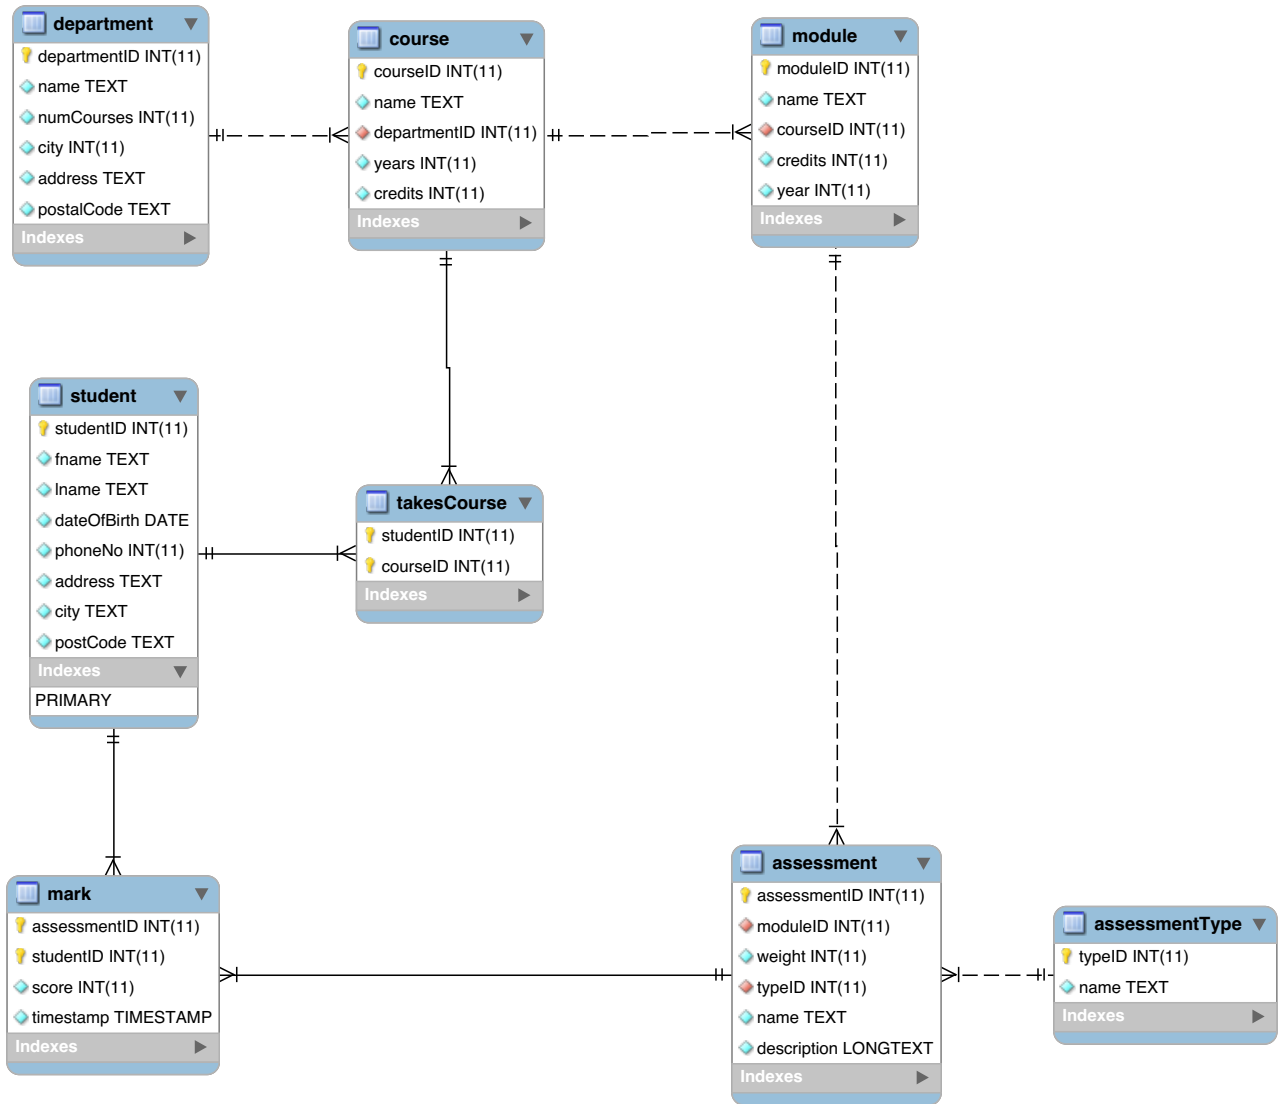 department
departmentID INT(11)
name TEXT
numCourses INT(11)
city INT(11)
address TEXT
postalCode TEXT
Indexes
course
courseID INT(11)
name TEXT
departmentID INT(11)
years INT(11)
credits INT(11)
Indexes
module
moduleID INT(11)
name TEXT
courseID INT(11)
credits INT(11)
year INT(11)
Indexes
student
studentID INT(11)
fname TEXT
lname TEXT
dateOfBirth DATE
phoneNo INT(11)
address TEXT
city TEXT
postCode TEXT
Indexes
PRIMARY
takesCourse
studentID INT(11)
courseID INT(11)
Indexes
mark
assessmentID INT(11)
studentID INT(11)
score INT(11)
timestamp TIMESTAMP
Indexes
assessment
assessmentID INT(11)
moduleID INT(11)
weight INT(11)
typeID INT(11)
name TEXT
description LONGTEXT
Indexes
assessmentType
typeID INT(11)
name TEXT
Indexes